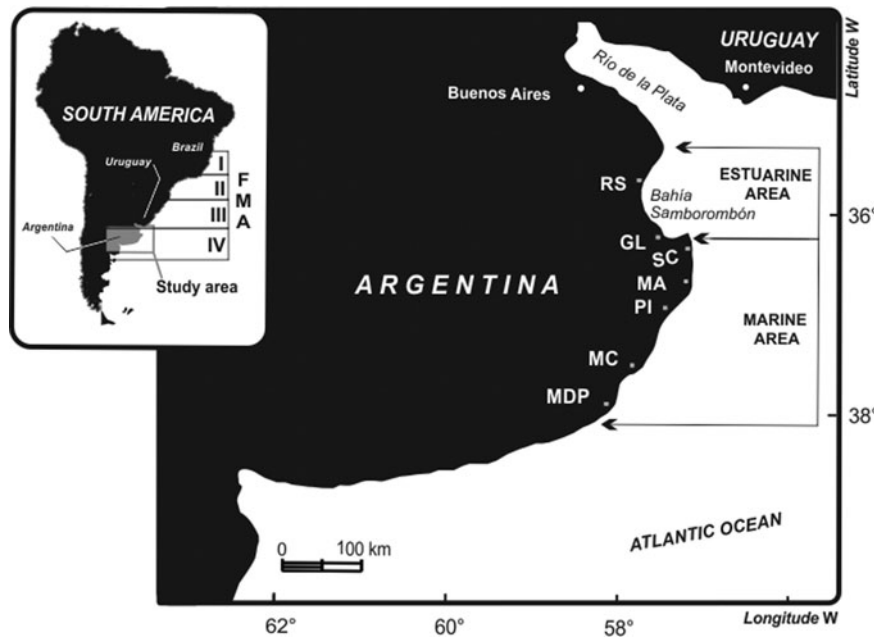 SOUTH AMERICA
Brazil
Uruguay
Argentina
I
II
III
IV
F
M
A
Study area
URUGUAY
Montevideo
Río de la Plata
Buenos Aires
RS
Bahía
Samborombón
GL
SC
MA
PI
MC
MDP
ARGENTINA
ESTUARINE
AREA
MARINE
AREA
ATLANTIC OCEAN
0 100 km
Latitude W
36°
38°
62° 60° 58°
Longitude W